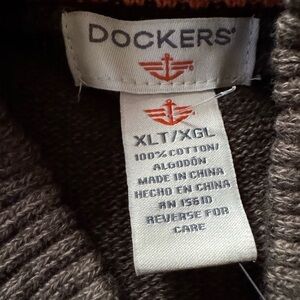 DOCKERS®
XLT/XGL
100% COTTON/
ALGODÓN
MADE IN CHINA
HECHO EN CHINA
RN 15610
REVERSE FOR
CARE